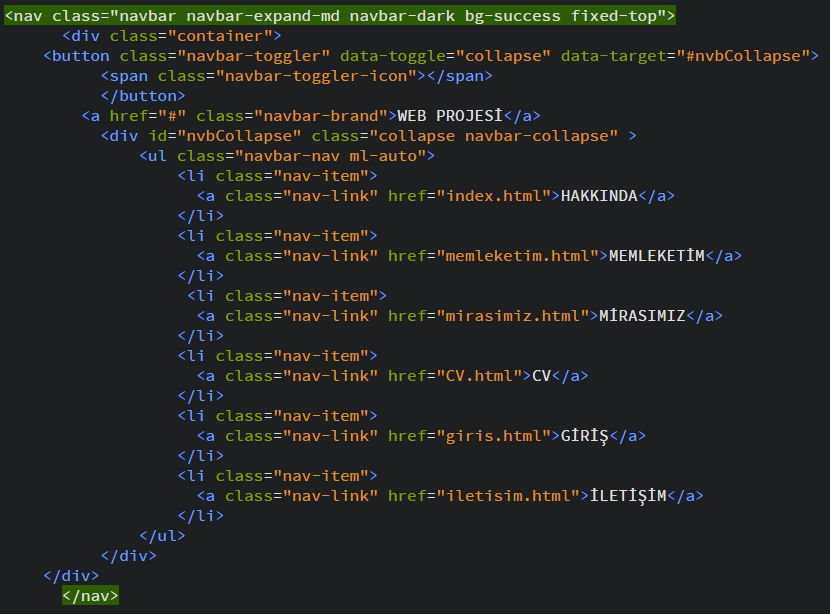 <nav class="navbar navbar-expand-md navbar-dark bg-success fixed-top">
<div class="container">
<button class="navbar-toggler" data-toggle="collapse" data-target="#nvbCollapse">
<span class="navbar-toggler-icon"></span>
</button>
<a href="#" class="navbar-brand">WEB PROJESİ</a>
<div id="nvbCollapse" class="collapse navbar-collapse" >
<ul class="navbar-nav ml-auto">
<li class="nav-item">
<a class="nav-link" href="index.html">HAKKINDA</a>
</li>
<li class="nav-item">
<a class="nav-link" href="memleketim.html">MEMLEKETİM</a>
</li>
<li class="nav-item">
<a class="nav-link" href="mirasimiz.html">MİRASIMIZ</a>
</li>
<li class="nav-item">
<a class="nav-link" href="CV.html">CV</a>
</li>
<li class="nav-item">
<a class="nav-link" href="giris.html">GİRİŞ</a>
</li>
<li class="nav-item">
<a class="nav-link" href="iletisim.html">İLETİŞİM</a>
</li>
</ul>
</div>
</div>
</nav>